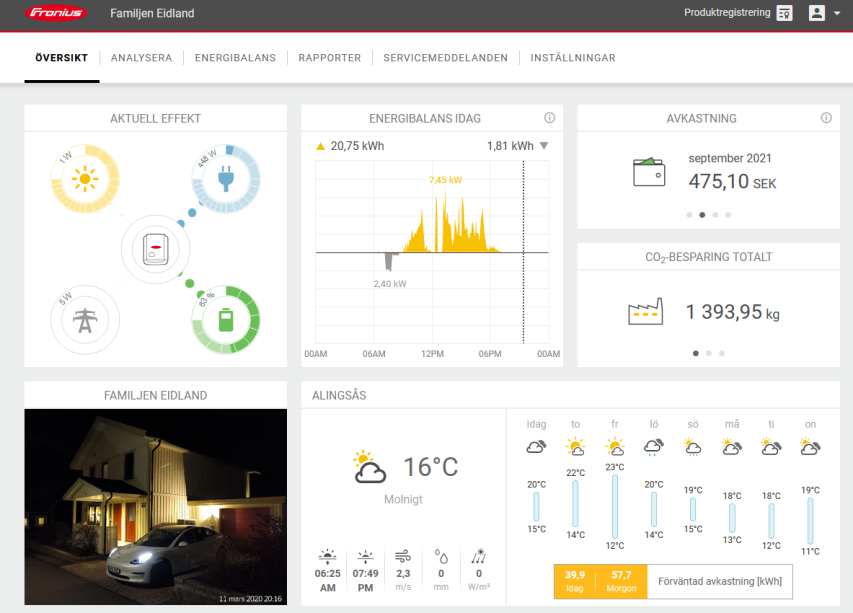 Fronius
Familjen Eidland
Produktregistrering
ÖVERSIKT
ANALYSERA
ENERGIBALANS
RAPPORTER
SERVICEMEDDELANDEN
INSTÄLLNINGAR
AKTUELL EFFEKT
1 W
448 W
5 W
63 %
ENERGIBALANS IDAG
20,75 kWh
1,81 kWh
7,45 kW
2,40 kW
00AM 06AM 12PM 06PM 00AM
AVKASTNING
september 2021
475,10 SEK
CO₂-BESPARING TOTALT
1 393,95 kg
FAMILJEN EIDLAND
11 mars 2020 20:16
ALINGSÅS
16°C
Molnigt
06:25 07:49 2,3 0 0
AM PM m/s mm W/m²
Idag to fr lö sö må ti on
20°C 22°C 23°C 20°C 19°C 18°C 18°C 19°C
15°C 14°C 12°C 14°C 15°C 13°C 12°C 11°C
39,9 57,7 Förväntad avkastning [kWh]
Idag Morgon